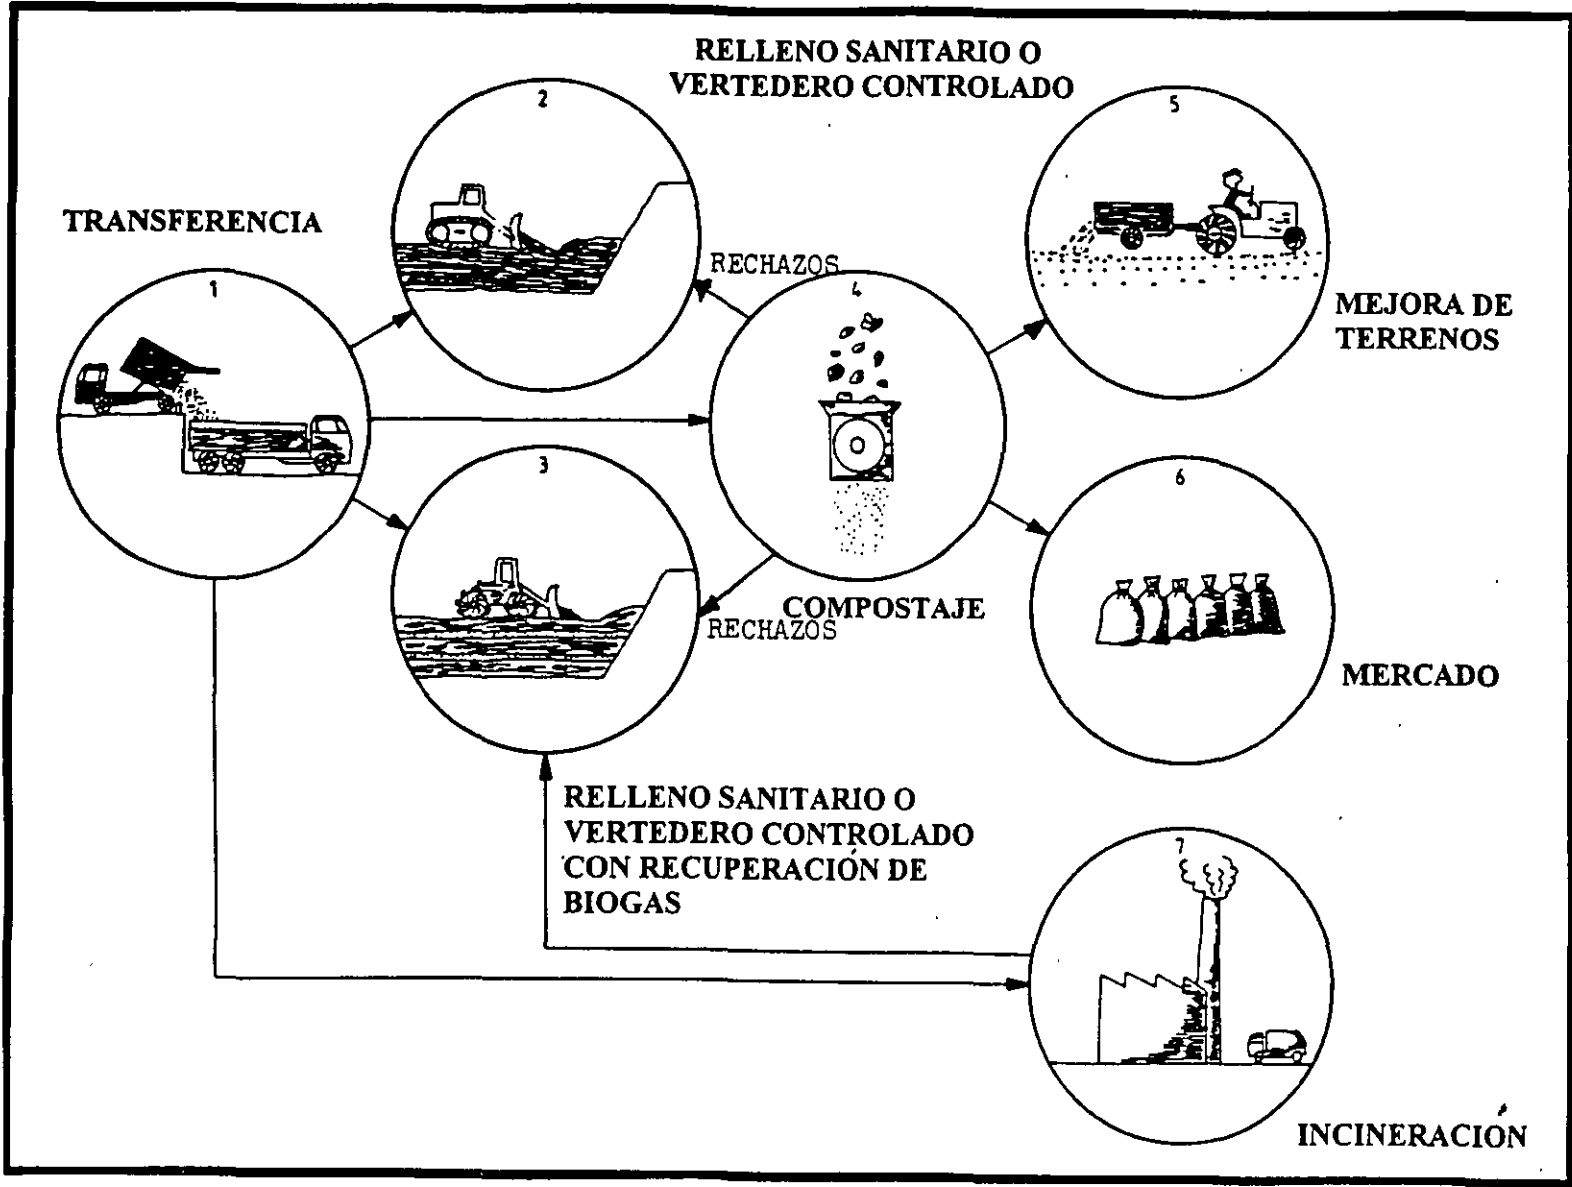 RELLENO SANITARIO O
VERTEDERO CONTROLADO
2
5
TRANSFERENCIA
1
RECHAZOS
4
MEJORA DE
TERRENOS
3
6
COMPOSTAJE
RECHAZOS
MERCADO
RELLENO SANITARIO O
VERTEDERO CONTROLADO
CON RECUPERACIÓN DE
BIOGAS
7
INCINERACIÓN